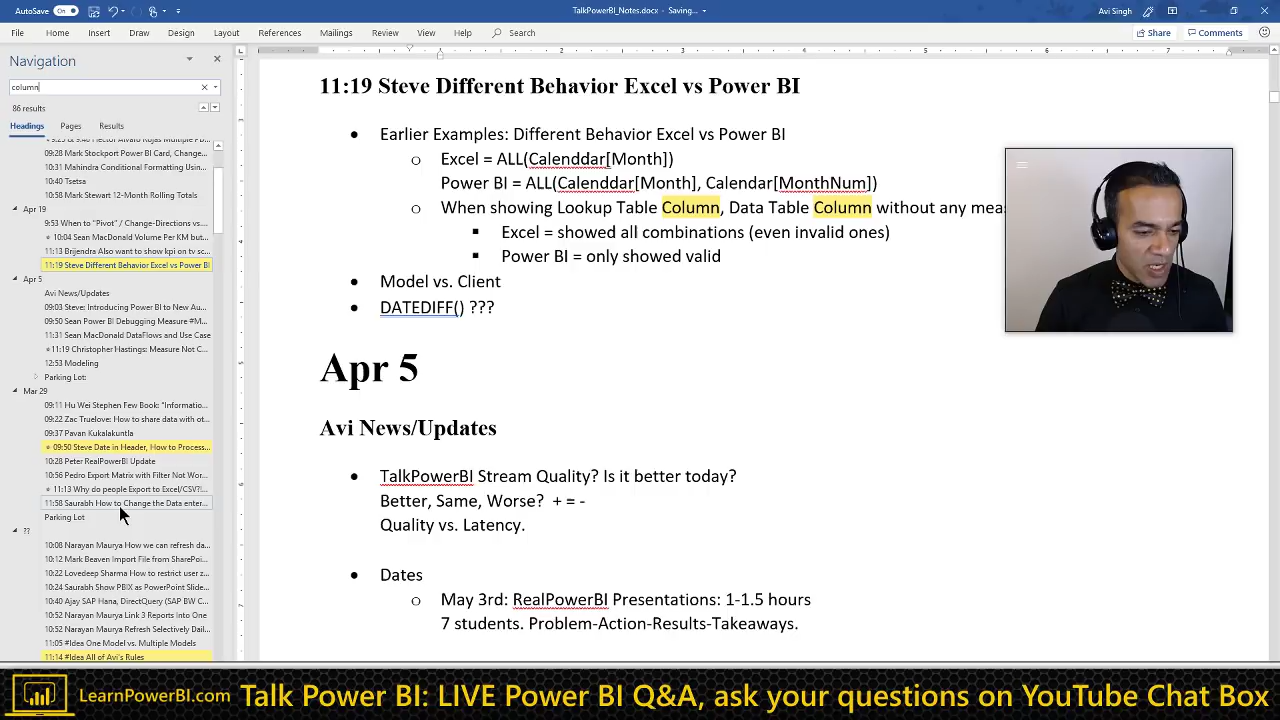 AutoSave On
TalkPowerBI_Notes.docx - Saving...
Avi Singh
AS
File Home Insert Draw Design Layout References Mailings Review View Help Search
Share Comments
Navigation
column
86 results
Headings Pages Results
09:28 Mark Stockport Power BI Card, Change...
10:31 Mahindra Conditional Formatting Usin...
10:40 Tsetsa
10:58 Mark Stewart 12-Month Rolling Totals
Apr 19
9:53 When to "Pivot" / Change-Directions vs...
10:04 Sean MacDonald Volume Per KM but...
11:13 Brijendra Also want to show kpi on tv sc...
11:19 Steve Different Behavior Excel vs Power BI
Apr 5
Avi News/Updates
09:03 Steve: Introducing Power BI to New Au...
09:50 Sean Power BI Debugging Measure #M...
11:31 Sean MacDonald DataFlows and Use Case
11:19 Christopher Hastings: Measure Not C...
12:53 Modeling
Parking Lot:
Mar 29
09:11 Hu Wei Stephen Few Book: "Informatio...
09:22 Zac Truelove: How to share data with ot...
09:37 Pavan Kukalakuntla
09:50 Steve Date in Header, How to Process...
10:28 Peter RealPowerBI Update
10:56 Pedro Export Matrix with Filter Not Wor...
11:13 Why do people Export to Excel/CSV?!...
11:58 Saurabh How to Change the Data enter...
Parking Lot
??
10:08 Narayan Maurya How we can refresh da...
10:12 Mark Beaven Import File from SharePoi...
10:22 Lovedeep Sharma How to restrict user z...
10:24 Saurabh Show PBIX as PowerPoint Slide...
10:40 Ajay SAP Hana, DirectQuery (SAP BW C...
10:52 Narayan Maurya Link 3 Reports Into One
10:52 Narayan Maurya Refresh Selectively Dail...
11:05 #Idea One Model vs. Multiple Models
11:14 #Idea All of Avi's Rules
11:19 Steve Different Behavior Excel vs Power BI
• Earlier Examples: Different Behavior Excel vs Power BI
o Excel = ALL(Calenddar[Month])
Power BI = ALL(Calenddar[Month], Calendar[MonthNum])
o When showing Lookup Table Column, Data Table Column without any meas
▪ Excel = showed all combinations (even invalid ones)
▪ Power BI = only showed valid
• Model vs. Client
• DATEDIFF() ???
Apr 5
Avi News/Updates
• TalkPowerBI Stream Quality? Is it better today?
Better, Same, Worse? + = -
Quality vs. Latency.
• Dates
o May 3rd: RealPowerBI Presentations: 1-1.5 hours
7 students. Problem-Action-Results-Takeaways.
LearnPowerBI.com Talk Power BI: LIVE Power BI Q&A, ask your questions on YouTube Chat Box